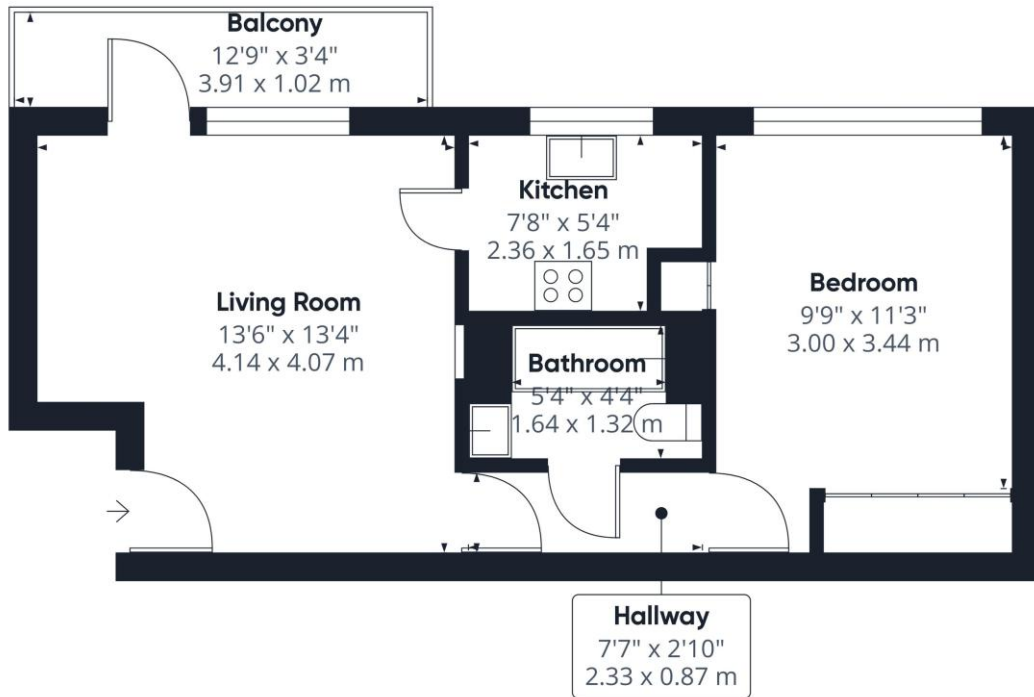 Balcony
12'9" x 3'4"
3.91 x 1.02 m
Kitchen
7'8" x 5'4"
2.36 x 1.65 m
Living Room
13'6" x 13'4"
4.14 x 4.07 m
Bedroom
9'9" x 11'3"
3.00 x 3.44 m
Bathroom
5'4" x 4'4"
1.64 x 1.32 m
Hallway
7'7" x 2'10"
2.33 x 0.87 m